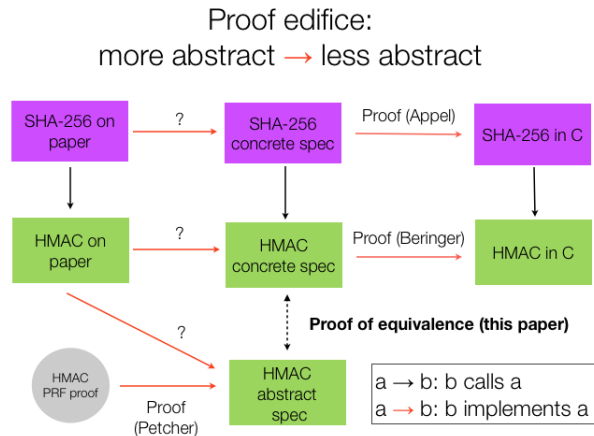 Proof edifice:
more abstract → less abstract
SHA-256 on
paper
?
SHA-256
concrete spec
Proof (Appel)
SHA-256 in C
HMAC on
paper
?
HMAC
concrete spec
Proof (Beringer)
HMAC in C
?
Proof of equivalence (this paper)
HMAC
PRF proof
Proof
(Petcher)
HMAC
abstract
spec
a → b: b calls a
a → b: b implements a